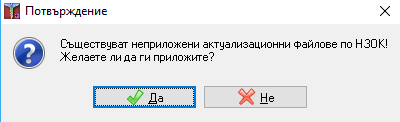 Потвърждение
Съществуват неприложени актуализационни файлове по НЗОК!
Желаете ли да ги приложите?
Да
Не